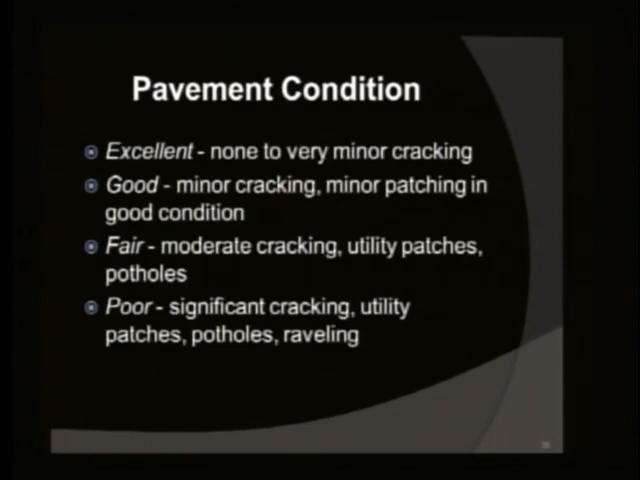 Pavement Condition
Excellent - none to very minor cracking
Good - minor cracking, minor patching in
good condition
Fair - moderate cracking, utility patches,
potholes
Poor - significant cracking, utility
patches, potholes, raveling